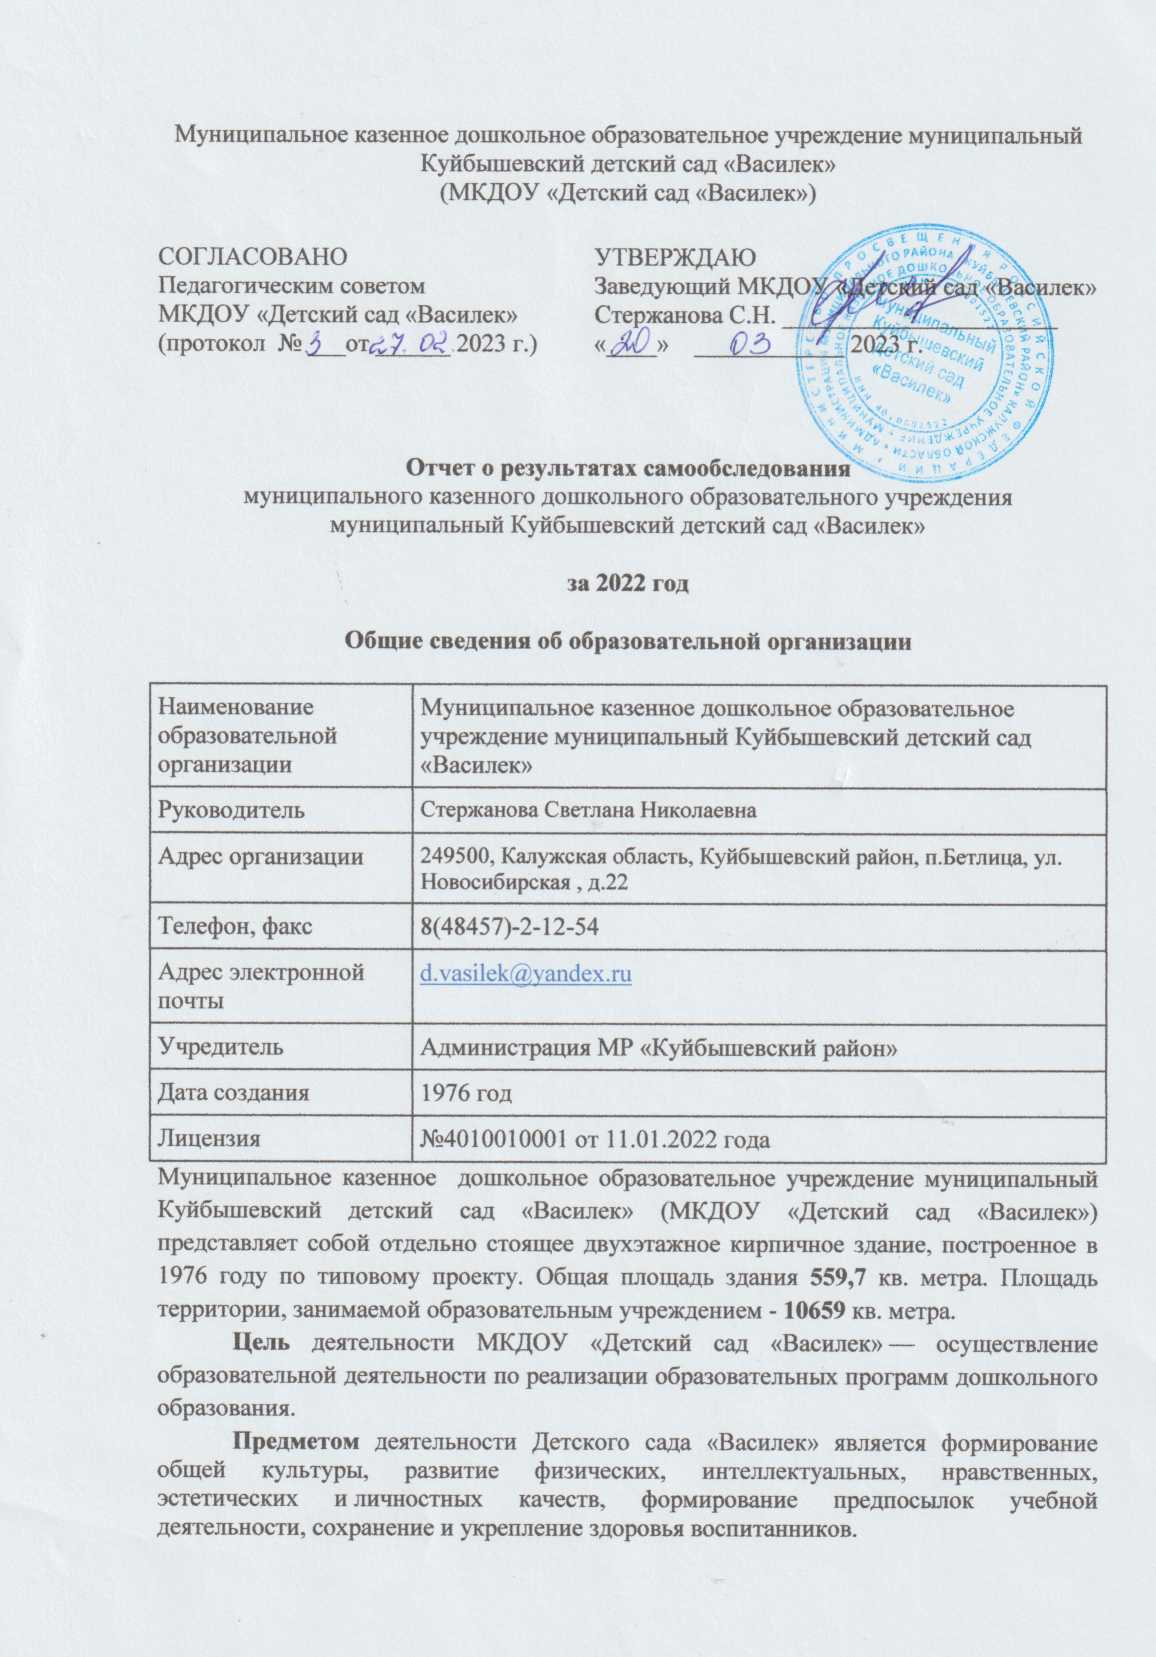 Муниципальное казенное дошкольное образовательное учреждение муниципальный
Куйбышевский детский сад «Василек»
(МКДОУ «Детский сад «Василек»)
СОГЛАСОВАНО
Педагогическим советом
МКДОУ «Детский сад «Василек»
(протокол № 3 от 27.02 2023 г.)
УТВЕРЖДАЮ
Заведующий МКДОУ «Детский сад «Василек»
Стержанова С.Н.
«20» 03 2023 г.
Муниципальный
Куйбышевский
детский сад
«Василек»
Отчет о результатах самообследования
муниципального казенного дошкольного образовательного учреждения
муниципальный Куйбышевский детский сад «Василек»
за 2022 год
Общие сведения об образовательной организации
Наименование
образовательной
организации
Муниципальное казенное дошкольное образовательное
учреждение муниципальный Куйбышевский детский сад
«Василек»
Руководитель
Стержанова Светлана Николаевна
Адрес организации
249500, Калужская область, Куйбышевский район, п.Бетлица, ул.
Новосибирская , д.22
Телефон, факс
8(48457)-2-12-54
Адрес электронной
почты
d.vasilek@yandex.ru
Учредитель
Администрация МР «Куйбышевский район»
Дата создания
1976 год
Лицензия
№4010010001 от 11.01.2022 года
Муниципальное казенное дошкольное образовательное учреждение муниципальный
Куйбышевский детский сад «Василек» (МКДОУ «Детский сад «Василек»)
представляет собой отдельно стоящее двухэтажное кирпичное здание, построенное в
1976 году по типовому проекту. Общая площадь здания 559,7 кв. метра. Площадь
территории, занимаемой образовательным учреждением - 10659 кв. метра.
Цель деятельности МКДОУ «Детский сад «Василек» — осуществление
образовательной деятельности по реализации образовательных программ дошкольного
образования.
Предметом деятельности Детского сада «Василек» является формирование
общей культуры, развитие физических, интеллектуальных, нравственных,
эстетических и личностных качеств, формирование предпосылок учебной
деятельности, сохранение и укрепление здоровья воспитанников.